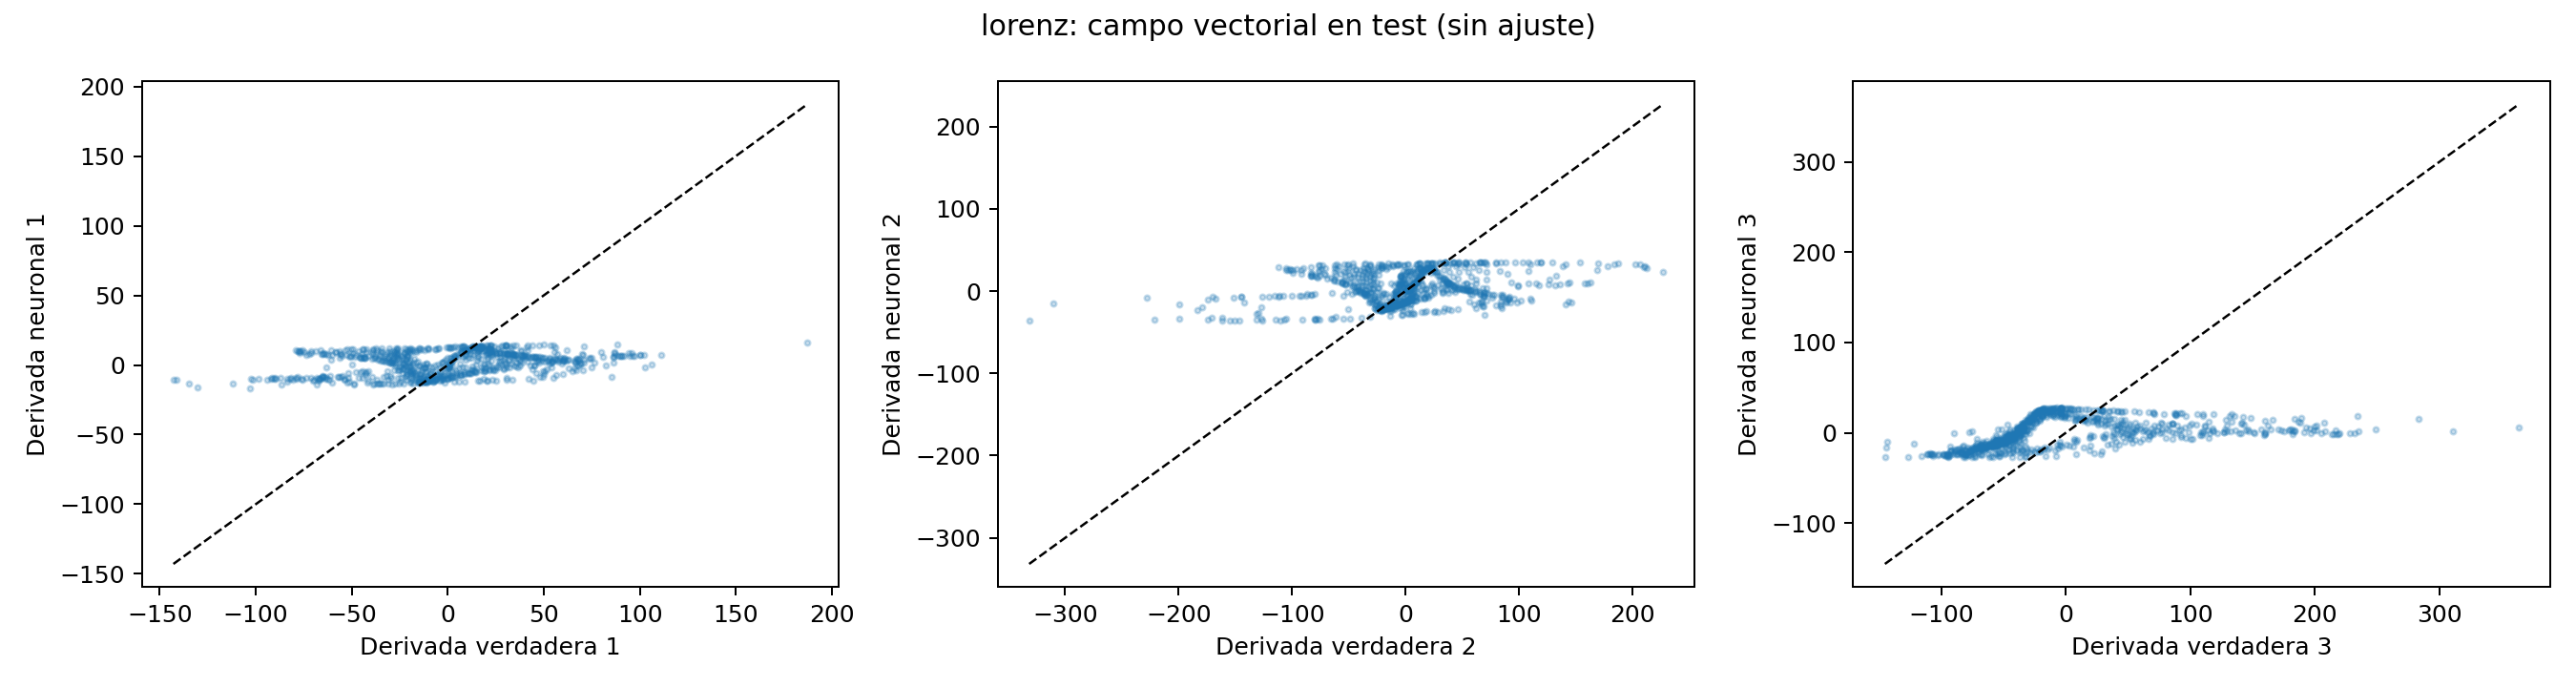 lorenz: campo vectorial en test (sin ajuste)
Derivada neuronal 1
200
150
100
50
0
−50
−100
−150
−150 −100 −50 0 50 100 150 200
Derivada verdadera 1
Derivada neuronal 2
200
100
0
−100
−200
−300
−300 −200 −100 0 100 200
Derivada verdadera 2
Derivada neuronal 3
300
200
100
0
−100
−100 0 100 200 300
Derivada verdadera 3